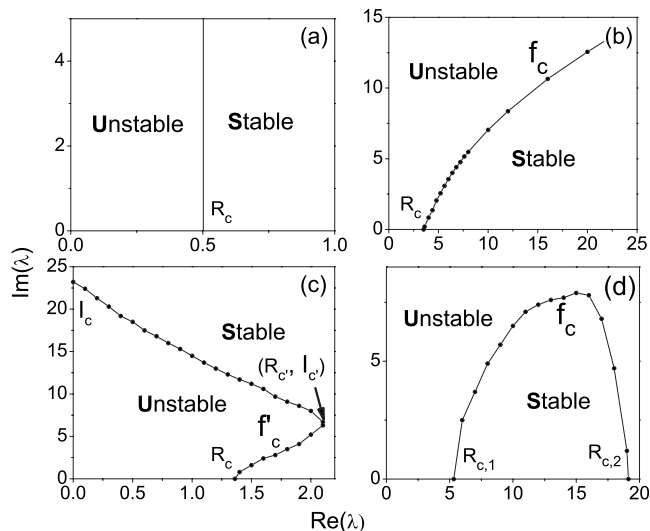 (a)
4
2
0
Unstable
Stable
R_c
0.0
0.5
1.0
(b)
15
10
5
0
Unstable
f_c
Stable
R_c
0
5
10
15
20
25
Im(λ)
(c)
25
20
15
10
5
0
I_c
Stable
(R_c', I_c')
Unstable
f'_c
R_c
0.0
0.5
1.0
1.5
2.0
(d)
5
0
Unstable
f_c
Stable
R_c,1
R_c,2
0
5
10
15
20
Re(λ)